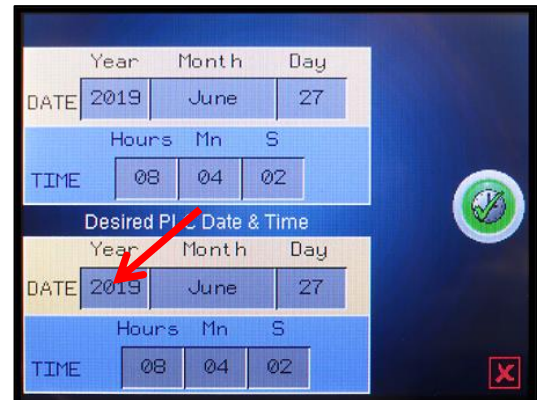 Year Month Day
DATE 2019 June 27
Hours Mn S
TIME 08 04 02
Desired PLC Date & Time
Year Month Day
DATE 2019 June 27
Hours Mn S
TIME 08 04 02